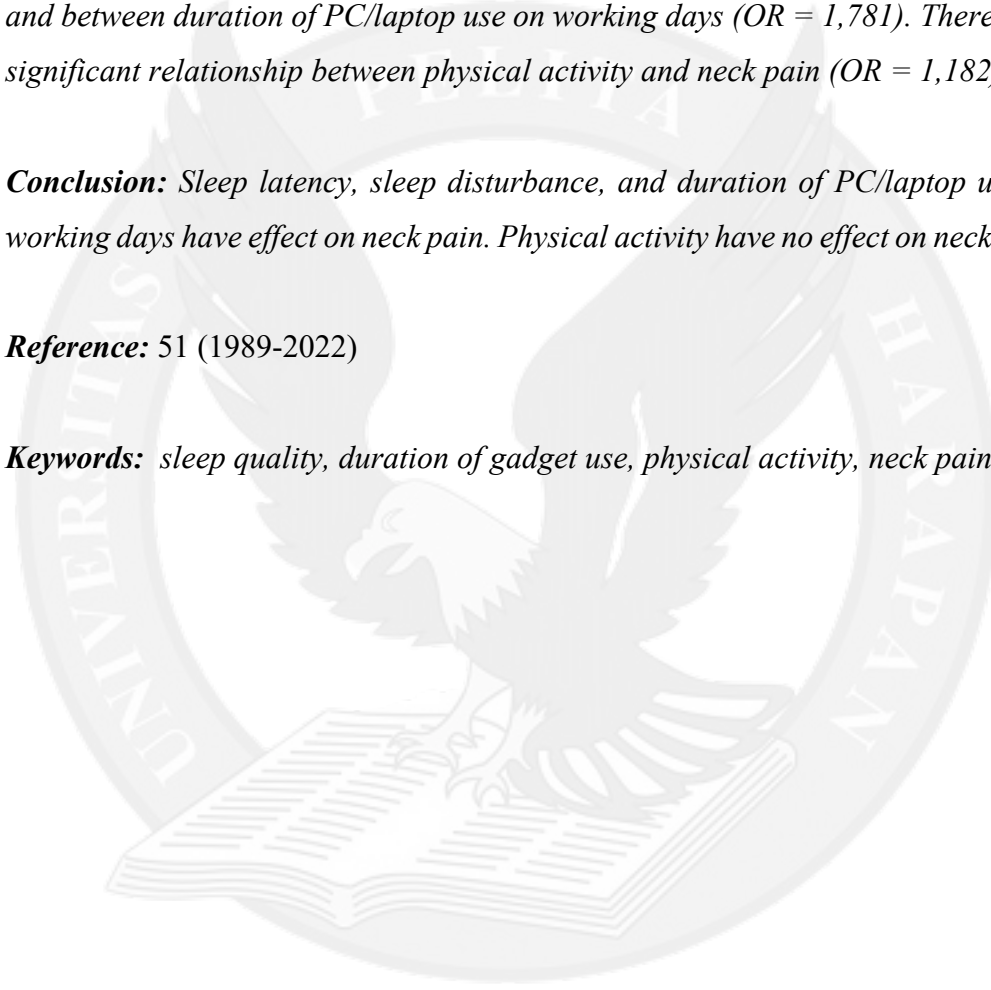 and between duration of PC/laptop use on working days (OR = 1,781). There
significant relationship between physical activity and neck pain (OR = 1,182)
PELITA
Conclusion: Sleep latency, sleep disturbance, and duration of PC/laptop u
working days have effect on neck pain. Physical activity have no effect on neck
Reference: 51 (1989-2022)
Keywords: sleep quality, duration of gadget use, physical activity, neck pain
UNIVERSITAS
HARAPAN